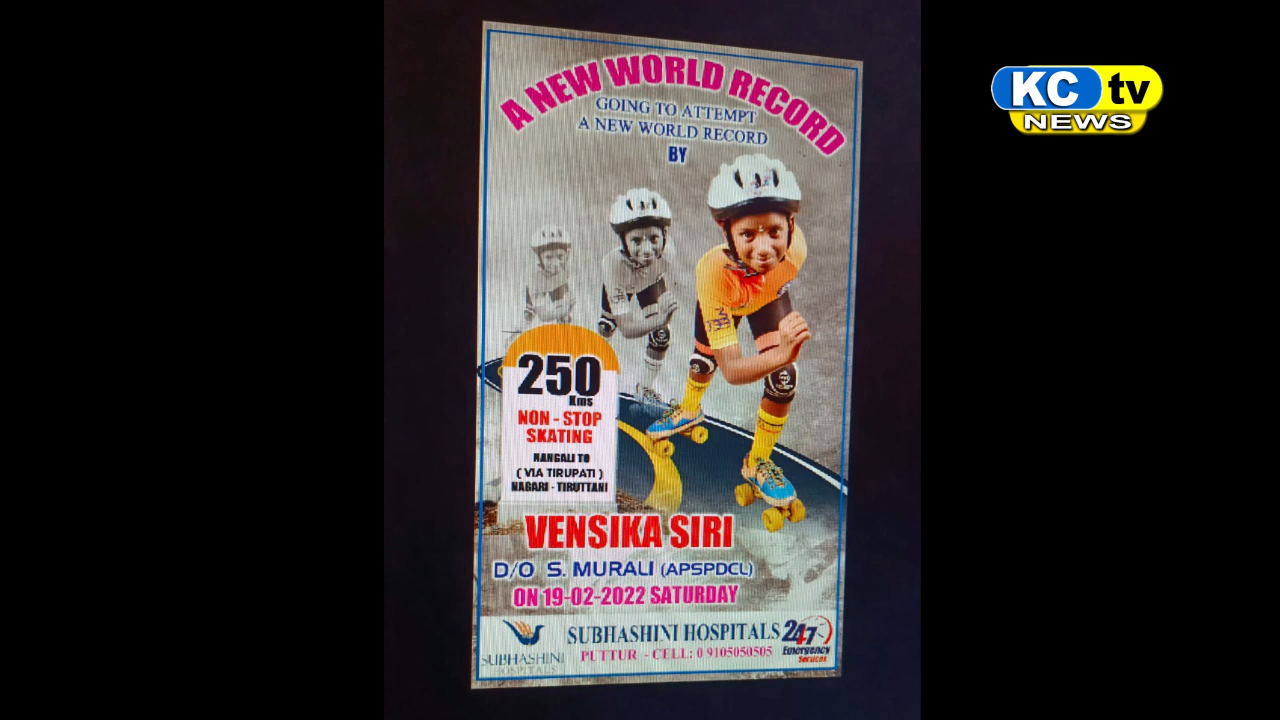 A NEW WORLD RECORD
GOING TO ATTEMPT
A NEW WORLD RECORD
BY
250
Kms
NON - STOP
SKATING
NANGALI TO
( VIA TIRUPATI )
NAGARI - TIRUTTANI
VENSIKA SIRI
D/O S. MURALI (APSPDCL)
ON 19-02-2022 SATURDAY
SUBHASHINI
HOSPITALS
SUBHASHINI HOSPITALS
PUTTUR - CELL: 0 9105050505
247
Emergency
Services
KC tv
NEWS